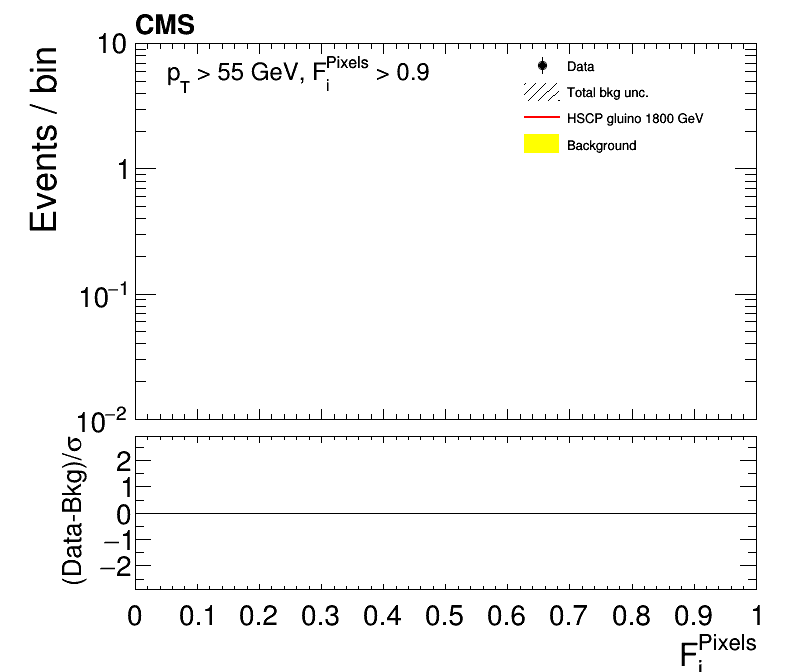 CMS
Events / bin
10
1
10⁻¹
10⁻²
p_T > 55 GeV, F_i^Pixels > 0.9
Data
Total bkg unc.
HSCP gluino 1800 GeV
Background
(Data-Bkg)/σ
2
1
0
−1
−2
0 0.1 0.2 0.3 0.4 0.5 0.6 0.7 0.8 0.9 1
F_i^Pixels